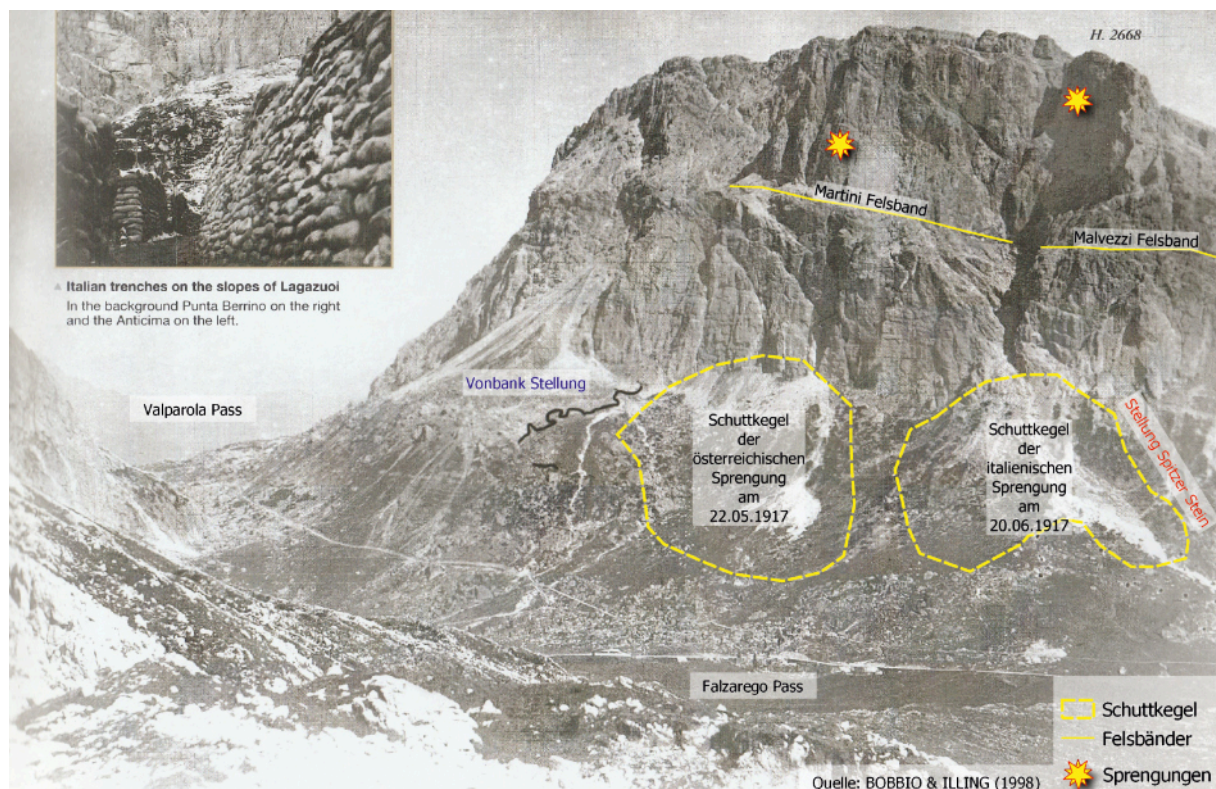 H. 2668
Martini Felsband
Malvezzi Felsband
Italian trenches on the slopes of Lagazuoi
In the background Punta Berrino on the right
and the Anticima on the left.
Vonbank Stellung
Valparola Pass
Schuttkegel
der
österreichischen
Sprengung
am
22.05.1917
Schuttkegel
der
italienischen
Sprengung
am
20.06.1917
Stellung Spitzer Stein
Falzarego Pass
Schuttkegel
Felsbänder
Sprengungen
Quelle: BOBBIO & ILLING (1998)